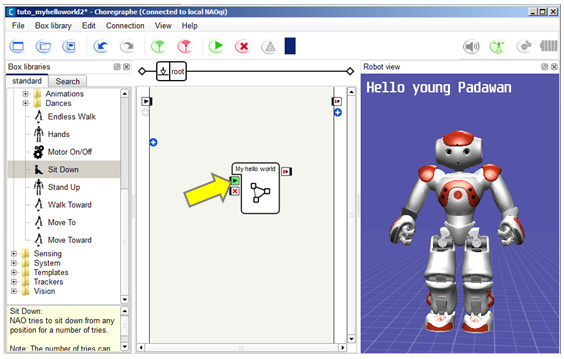 tuto_myhelloworld2* - Choregraphe (Connected to local NAOqi)
File Box library Edit Connection View Help
Box libraries
standard Search
Animations
Dances
Endless Walk
Hands
Motor On/Off
Sit Down
Stand Up
Walk Toward
Move To
Move Toward
Sensing
System
Templates
Trackers
Vision
Sit Down:
NAO tries to sit down from any
position for a number of tries.
Note: The number of tries can
root
My hello world
Robot view
Hello young Padawan